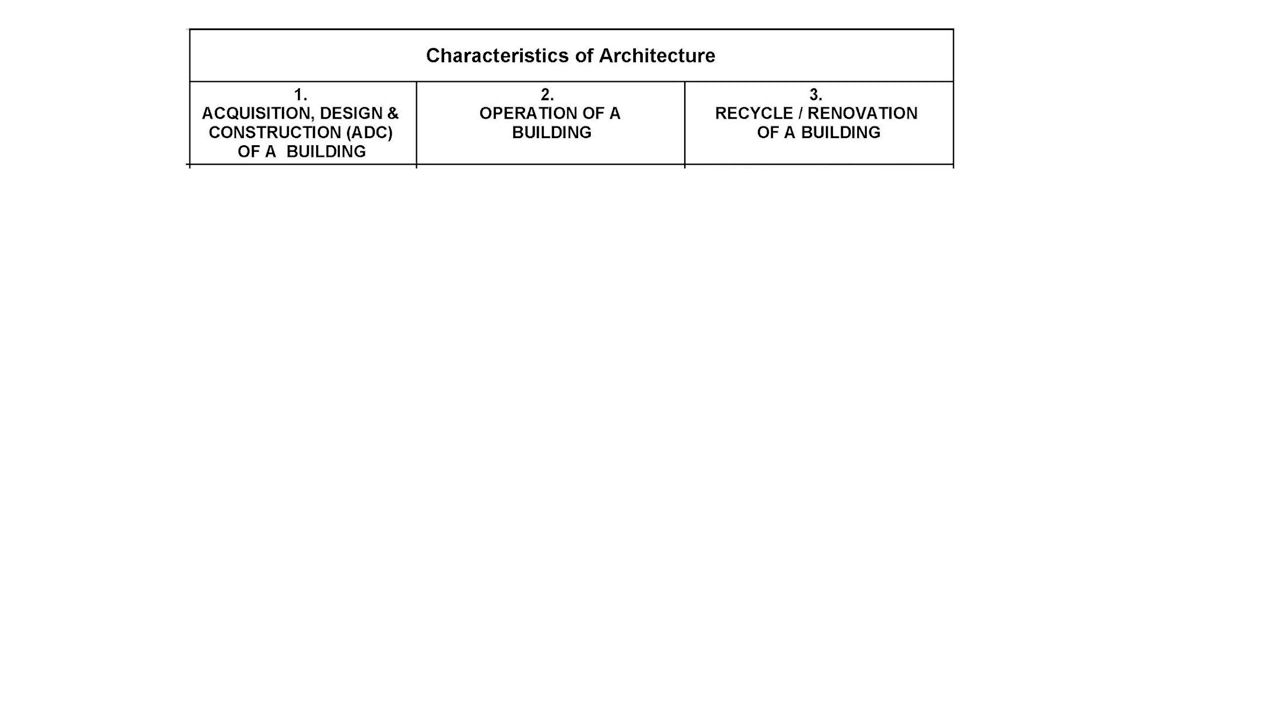 Characteristics of Architecture
1.
ACQUISITION, DESIGN &
CONSTRUCTION (ADC)
OF A BUILDING
2.
OPERATION OF A
BUILDING
3.
RECYCLE / RENOVATION
OF A BUILDING